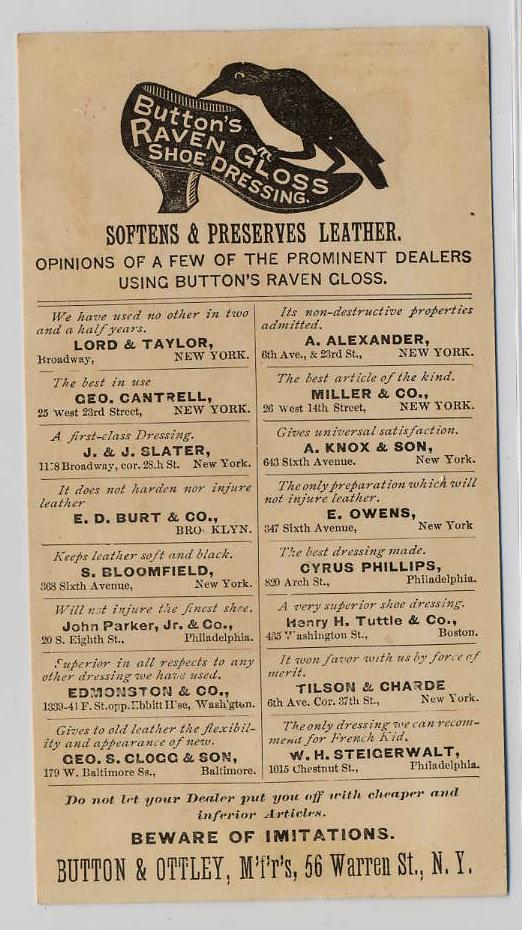 Button's
RAVEN GLOSS
SHOE DRESSING.
SOFTENS & PRESERVES LEATHER.
OPINIONS OF A FEW OF THE PROMINENT DEALERS
USING BUTTON'S RAVEN GLOSS.
We have used no other in two
and a half years.
LORD & TAYLOR,
Broadway, NEW YORK.
The best in use
GEO. CANTRELL,
25 West 23rd Street, NEW YORK.
A first-class Dressing.
J. & J. SLATER,
Broadway, cor. St. New York.
It does not harden nor injure
leather
E. D. BURT & CO.,
BRO KLYN.
Keeps leather soft and black.
S. BLOOMFIELD,
368 Sixth Avenue, New York.
Will not injure the finest shoe.
John Parker, Jr. & Co.,
20 S. Eighth St., Philadelphia.
Superior in all respects to any
other dressing we have used.
EDMONSTON & CO.,
1339-41 F. St. opp. Ebbitt H'se, Wash'gton.
Gives to old leather the flexibil-
ity and appearance of new.
GEO. S. CLOGG & SON,
179 W. Baltimore Ss., Baltimore.
Its non-destructive properties
admitted.
A. ALEXANDER,
6th Ave., & 23rd St., NEW YORK.
The best article of the kind.
MILLER & CO.,
26 West 14th Street, NEW YORK.
Gives universal satisfaction.
A. KNOX & SON,
643 Sixth Avenue. New York.
The only preparation which will
not injure leather.
E. OWENS,
347 Sixth Avenue, New York
The best dressing made.
CYRUS PHILLIPS,
820 Arch St., Philadelphia.
A very superior shoe dressing.
Henry H. Tuttle & Co.,
435 Washington St., Boston.
It won favor with us by force of
merit.
TILSON & CHARDE
6th Ave. Cor. 37th St., New York.
The only dressing we can recom-
mend for French Kid.
W. H. STEIGERWALT,
1015 Chestnut St., Philadelphia.
Do not let your Dealer put you off with cheaper and
inferior Articles.
BEWARE OF IMITATIONS.
BUTTON & OTTLEY, M'f'r's, 56 Warren St., N. Y.